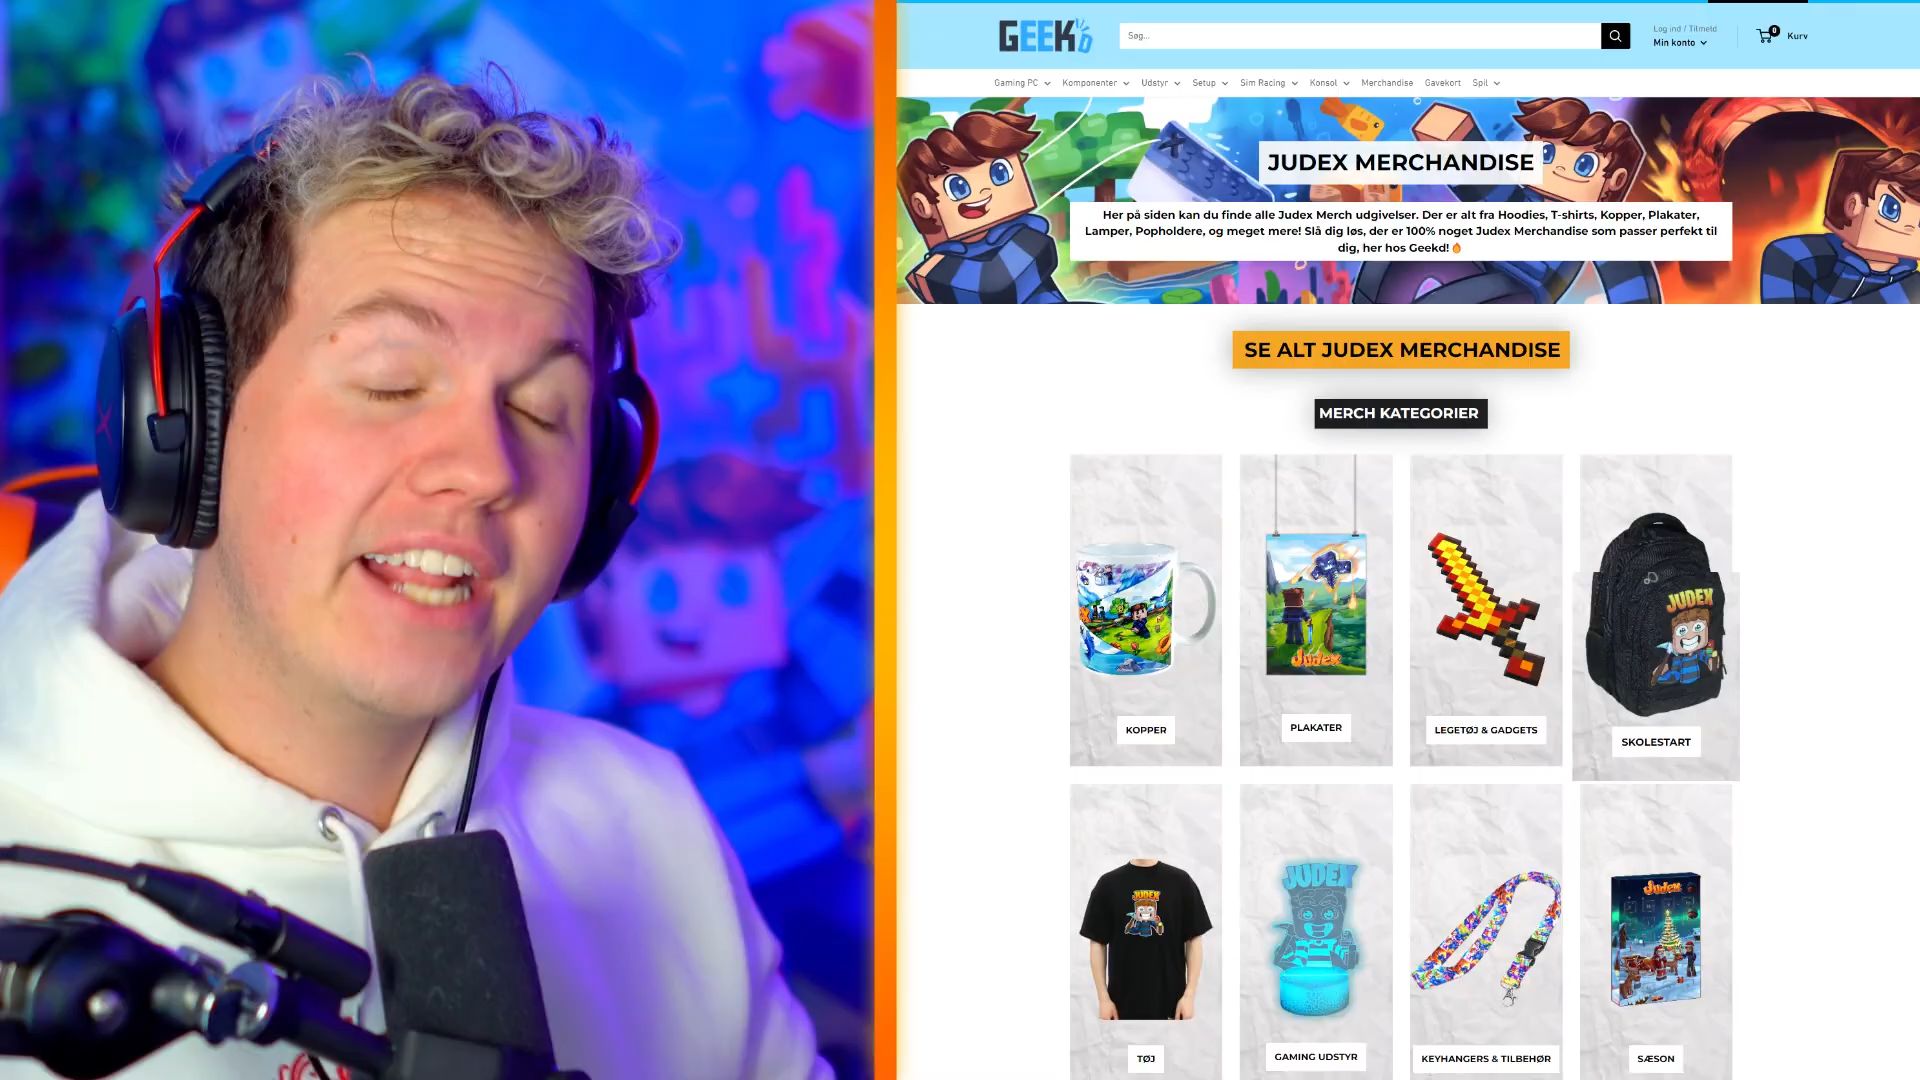 GEEKD
Søg...
Log ind / Tilmeld
Min konto
0
Kurv
Gaming PC
Komponenter
Udstyr
Setup
Sim Racing
Konsol
Merchandise
Gavekort
Spil
JUDEX MERCHANDISE
Her på siden kan du finde alle Judex Merch udgivelser. Der er alt fra Hoodies, T-shirts, Kopper, Plakater,
Lamper, Popholdere, og meget mere! Slå dig løs, der er 100% noget Judex Merchandise som passer perfekt til
dig, her hos Geekd!
SE ALT JUDEX MERCHANDISE
MERCH KATEGORIER
Judex
JUDEX
KOPPER
PLAKATER
LEGETØJ & GADGETS
SKOLESTART
JUDEX
JUDEX
Judex
TØJ
GAMING UDSTYR
KEYHANGERS & TILBEHØR
SÆSON